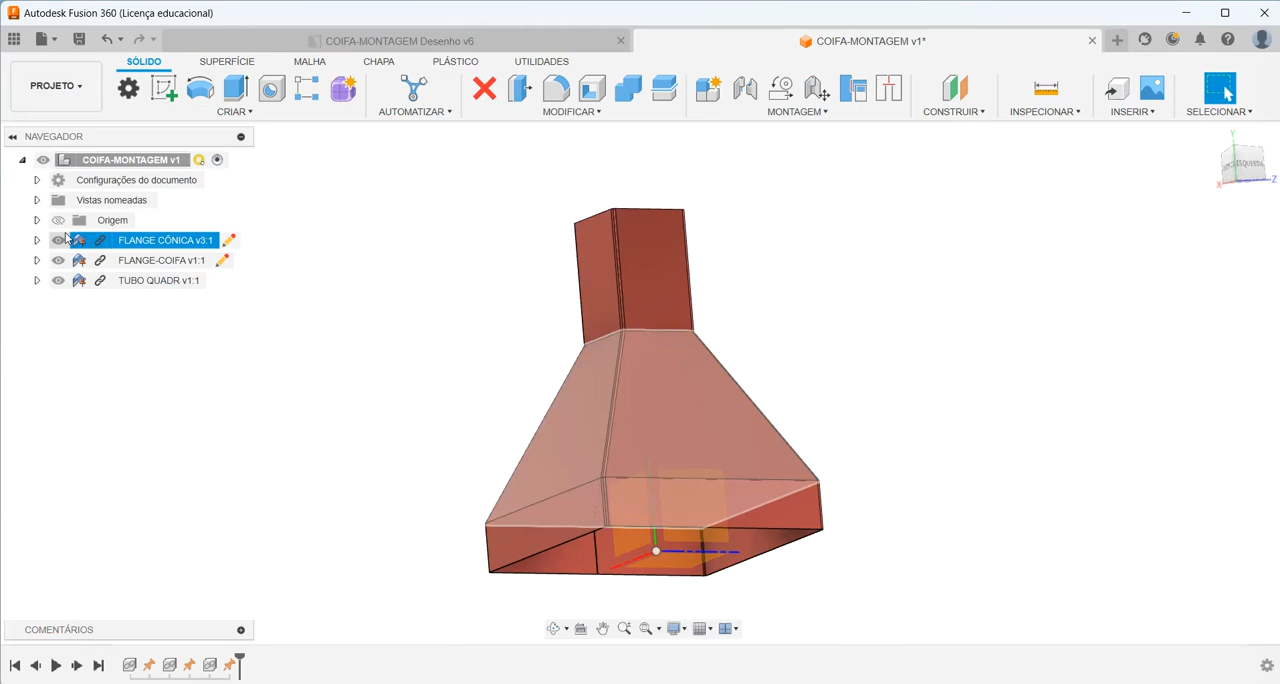 Autodesk Fusion 360 (Licença educacional)
COIFA-MONTAGEM Desenho v6
COIFA-MONTAGEM v1*
PROJETO
SÓLIDO
SUPERFÍCIE
MALHA
CHAPA
PLÁSTICO
UTILIDADES
CRIAR
AUTOMATIZAR
MODIFICAR
MONTAGEM
CONSTRUIR
INSPECIONAR
INSERIR
SELECIONAR
NAVEGADOR
COIFA-MONTAGEM v1
Configurações do documento
Vistas nomeadas
Origem
FLANGE CÔNICA v3:1
FLANGE-COIFA v1:1
TUBO QUADR v1:1
Y
X
Z
COMENTÁRIOS